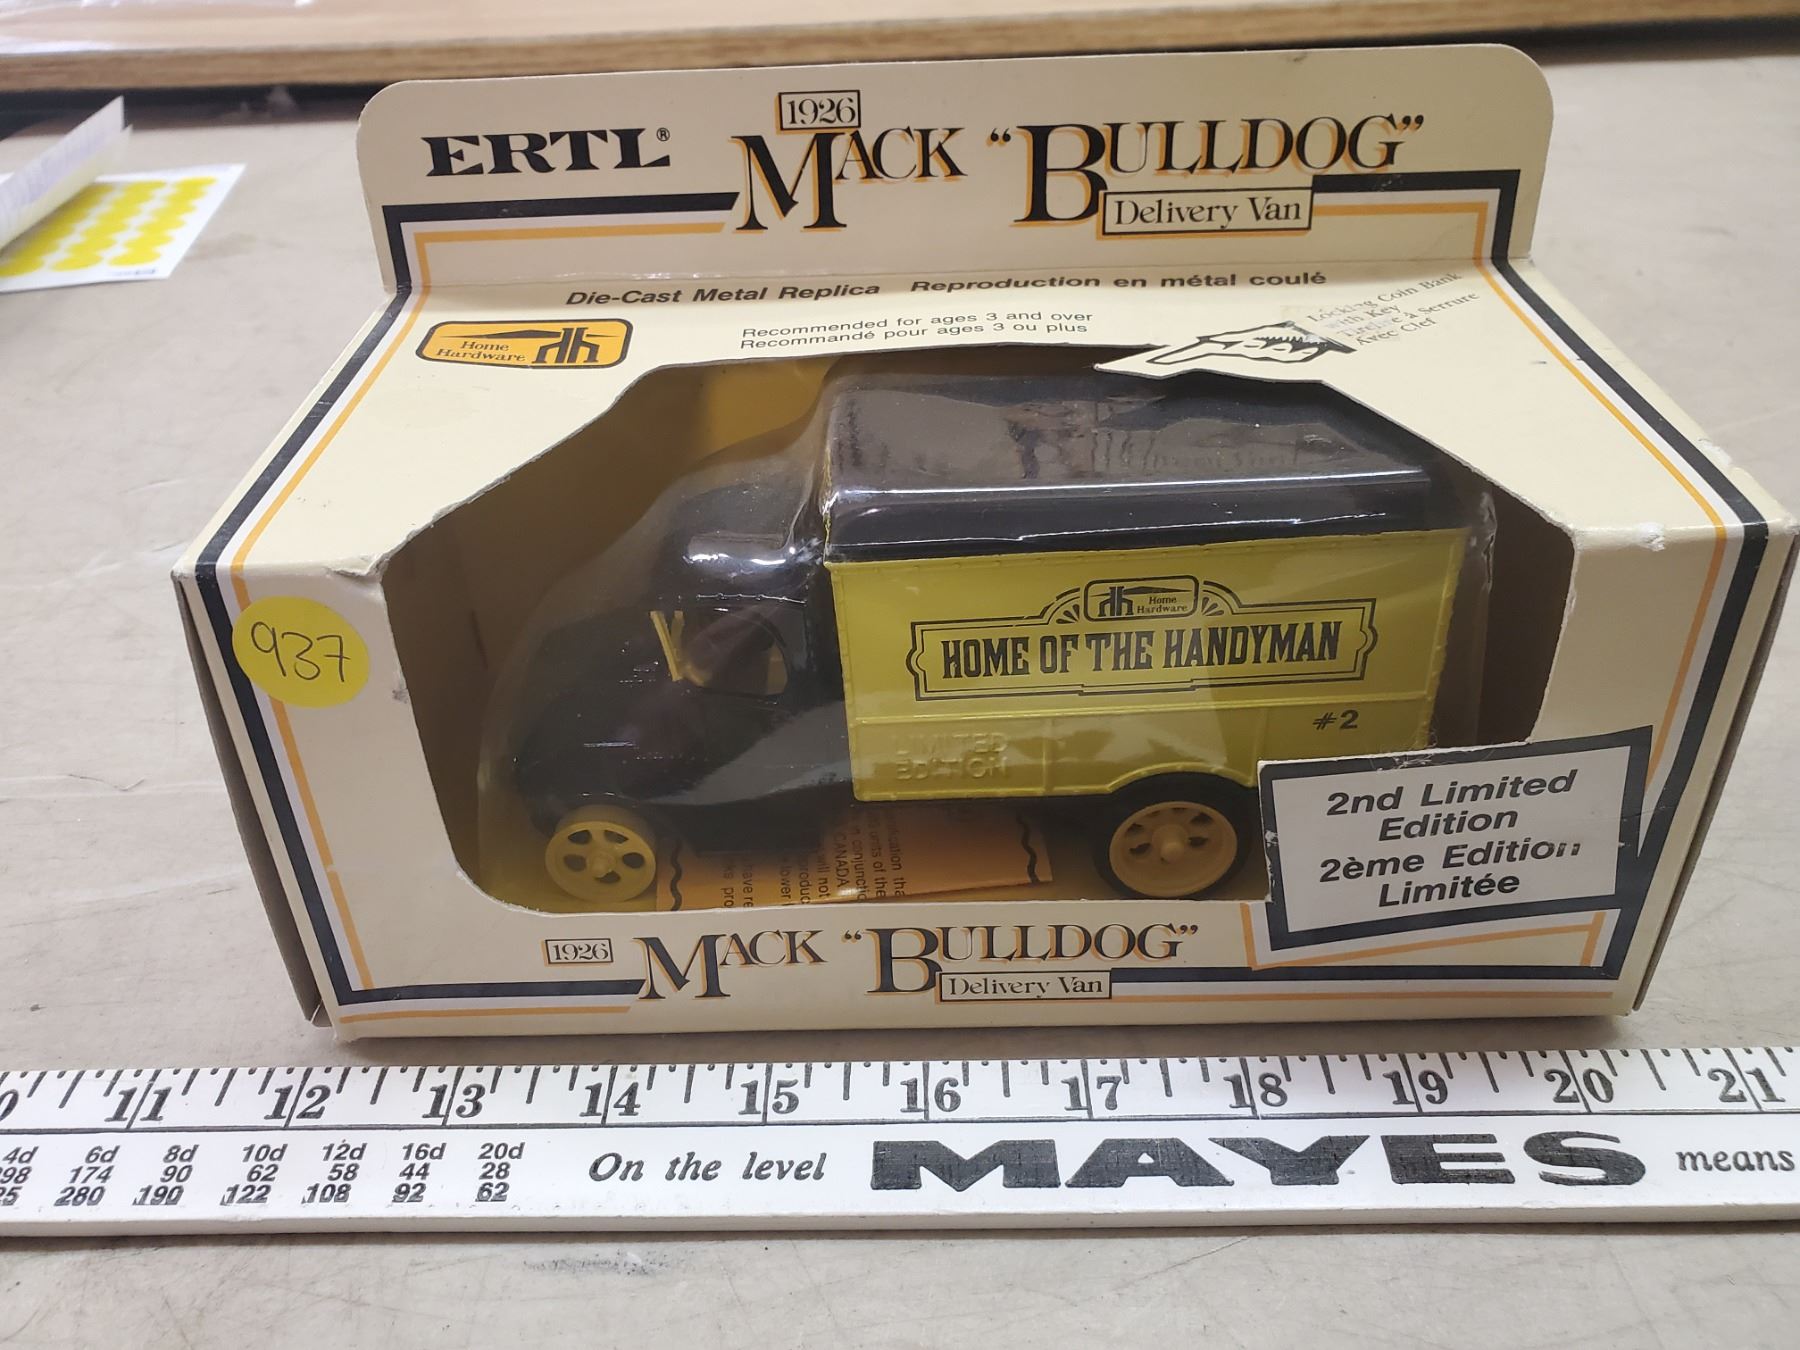 ERTL®
1926
MACK "BULLDOG"
Delivery Van
Die-Cast Metal Replica Reproduction en métal coulé
Recommended for ages 3 and over
Recommandé pour ages 3 ou plus
Locking Coin Bank
with Key
Tirelire à Serrure
Avec Clef
Home
Hardware
Home
Hardware
HOME OF THE HANDYMAN
#2
LIMITED
EDITION
937
2nd Limited
Edition
2ème Edition
Limitée
1926
MACK "BULLDOG"
Delivery Van
11 12 13 14 15 16 17 18 19 20 21
4d 6d 8d 10d 12d 16d 20d
98 174 90 62 58 44 28
280 190 122 108 92 62
On the level MAYES means